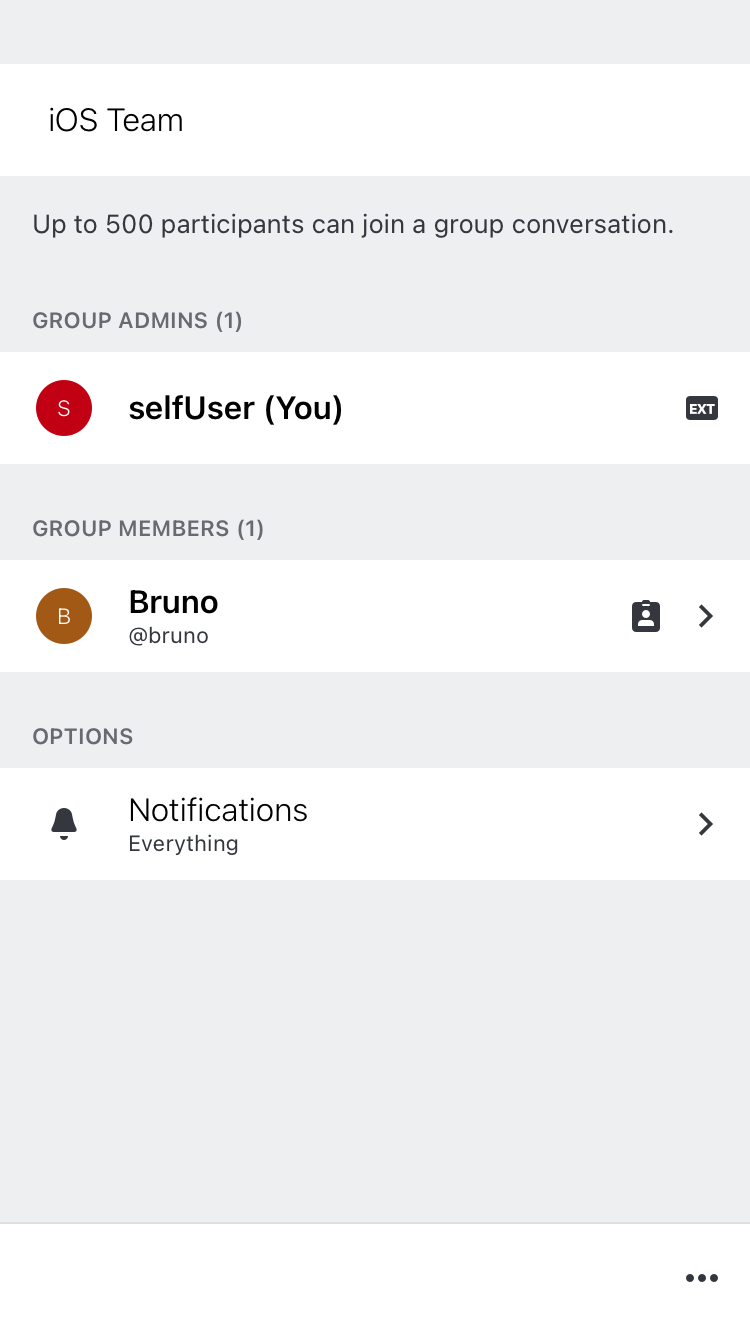 iOS Team
Up to 500 participants can join a group conversation.
GROUP ADMINS (1)
S
selfUser (You)
EXT
GROUP MEMBERS (1)
B
Bruno
@bruno
OPTIONS
Notifications
Everything